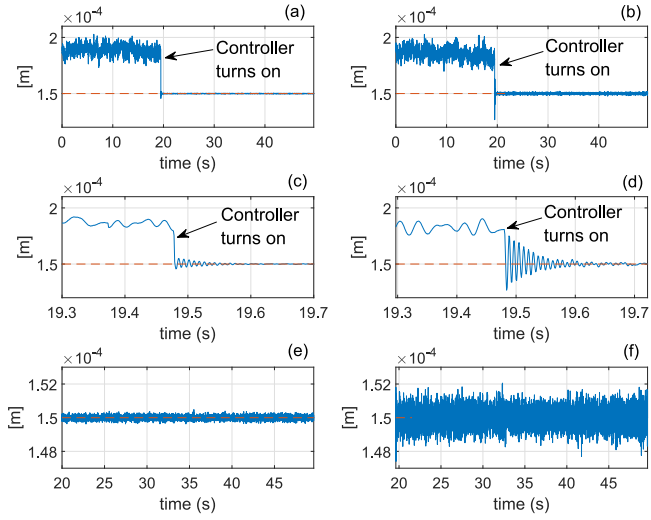 ×10⁻⁴ (a)
2
Controller
turns on
1.5
[m]
0 10 20 30 40
time (s)
×10⁻⁴ (b)
2
Controller
turns on
1.5
[m]
0 10 20 30 40
time (s)
×10⁻⁴ (c)
2
Controller
turns on
1.5
[m]
19.3 19.4 19.5 19.6 19.7
time (s)
×10⁻⁴ (d)
2
Controller
turns on
1.5
[m]
19.3 19.4 19.5 19.6 19.7
time (s)
×10⁻⁴ (e)
1.52
1.5
1.48
[m]
20 25 30 35 40 45
time (s)
×10⁻⁴ (f)
1.52
1.5
1.48
[m]
20 25 30 35 40 45
time (s)